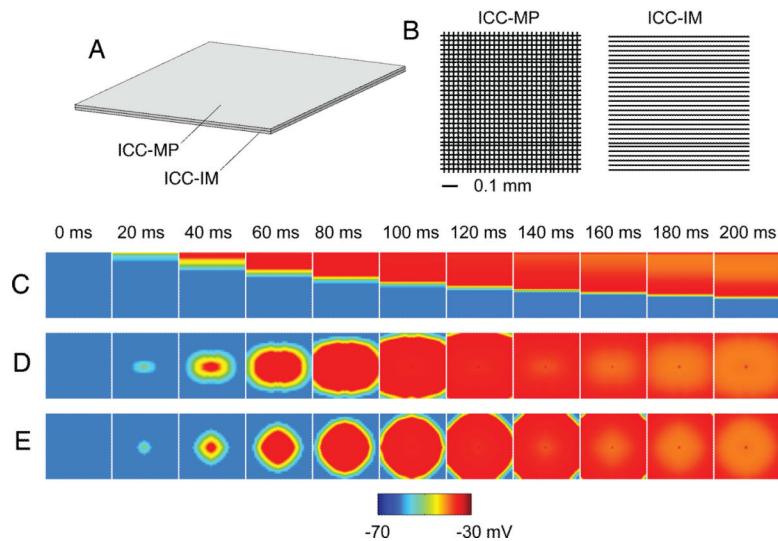 A
ICC-MP
ICC-IM
B
ICC-MP
ICC-IM
0.1 mm
0 ms 20 ms 40 ms 60 ms 80 ms 100 ms 120 ms 140 ms 160 ms 180 ms 200 ms
C
D
E
-70 -30 mV